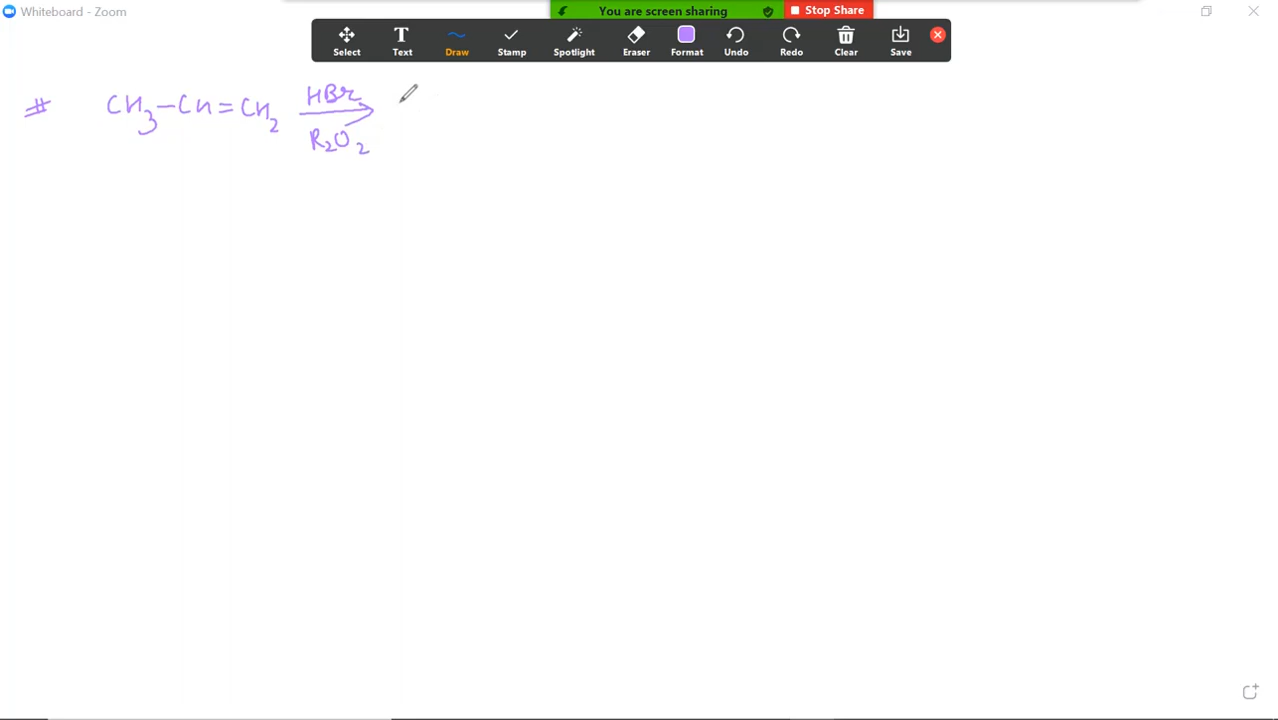 Whiteboard - Zoom
You are screen sharing
Stop Share
Select Text Draw Stamp Spotlight Eraser Format Undo Redo Clear Save
# CH3-CH=CH2 HBr
R2O2